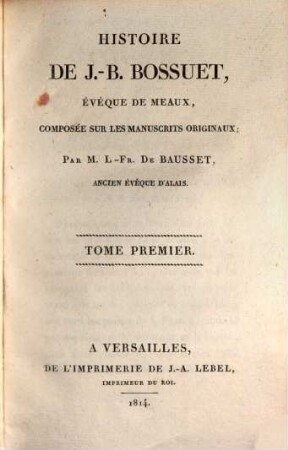 HISTOIRE
DE J.-B. BOSSUET,
ÉVÊQUE DE MEAUX,
COMPOSÉE SUR LES MANUSCRITS ORIGINAUX;
PAR M. L-FR. DE BAUSSET,
ANCIEN ÉVÊQUE D'ALAIS.
TOME PREMIER.
A VERSAILLES,
DE L'IMPRIMERIE DE J.-A. LEBEL,
IMPRIMEUR DU ROI.
1814.